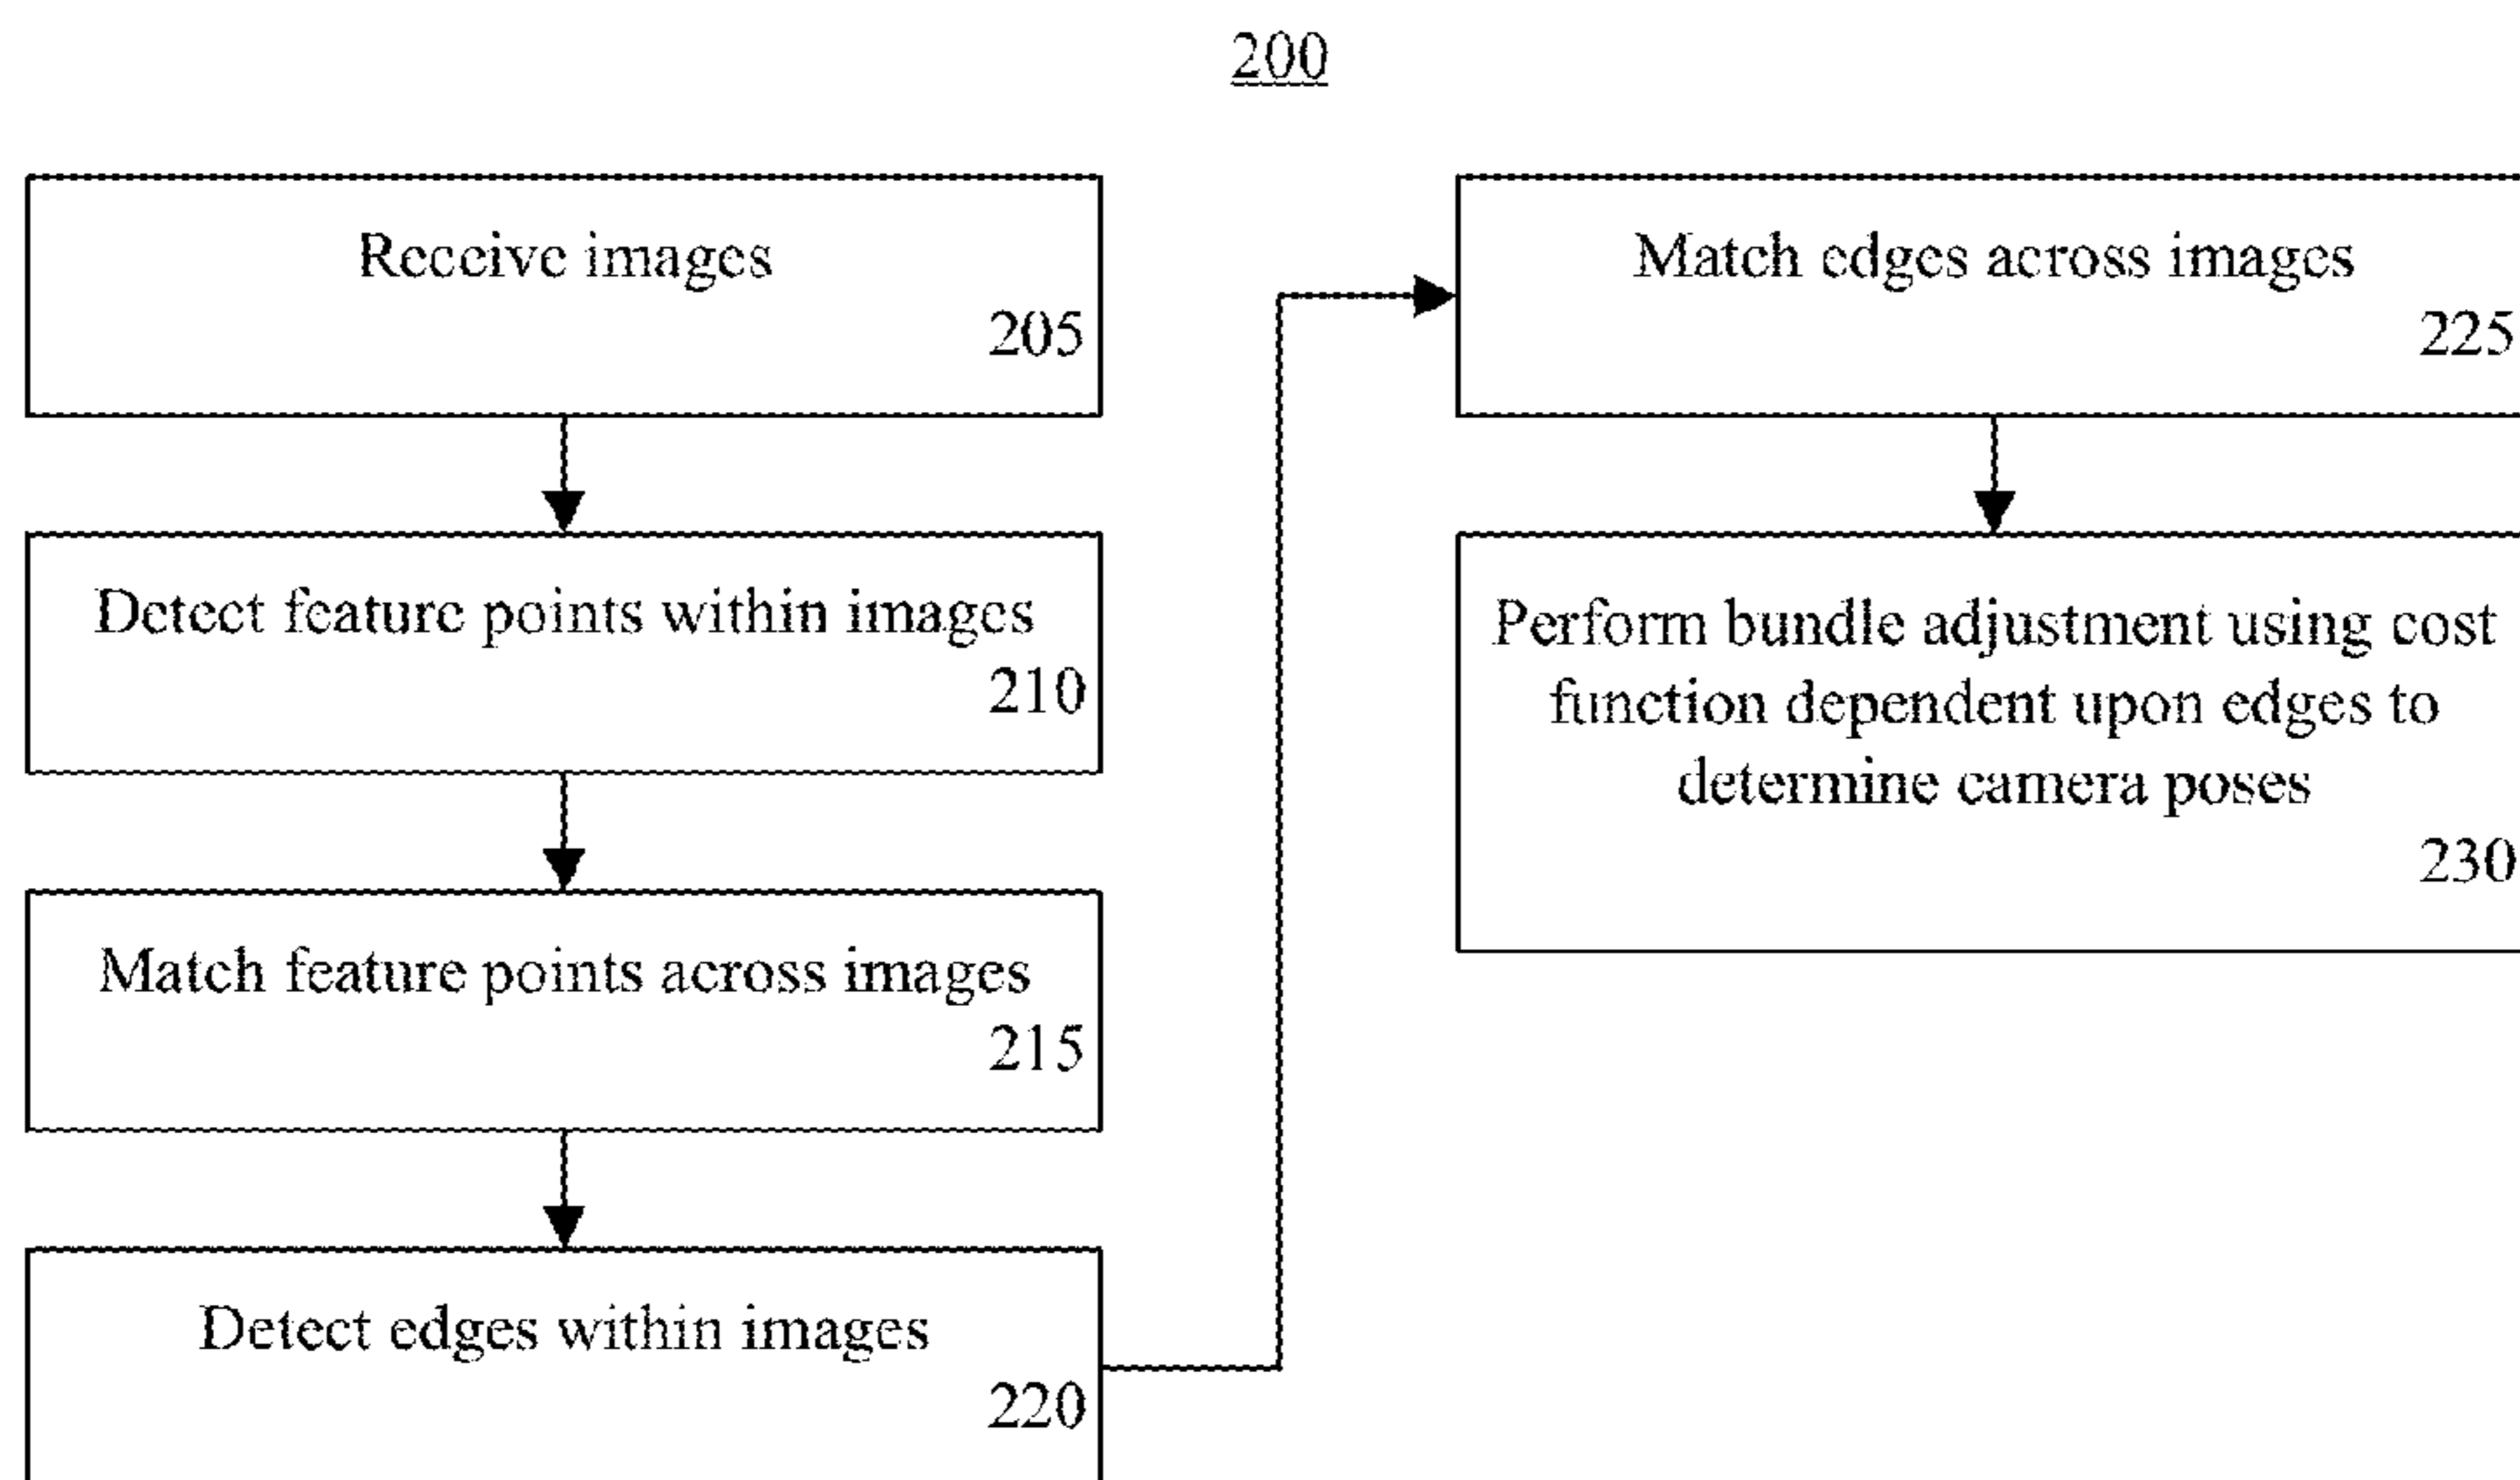 200
Receive images
205
Detect feature points within images
210
Match feature points across images
215
Detect edges within images
220
Match edges across images
225
Perform bundle adjustment using cost
function dependent upon edges to
determine camera poses
230